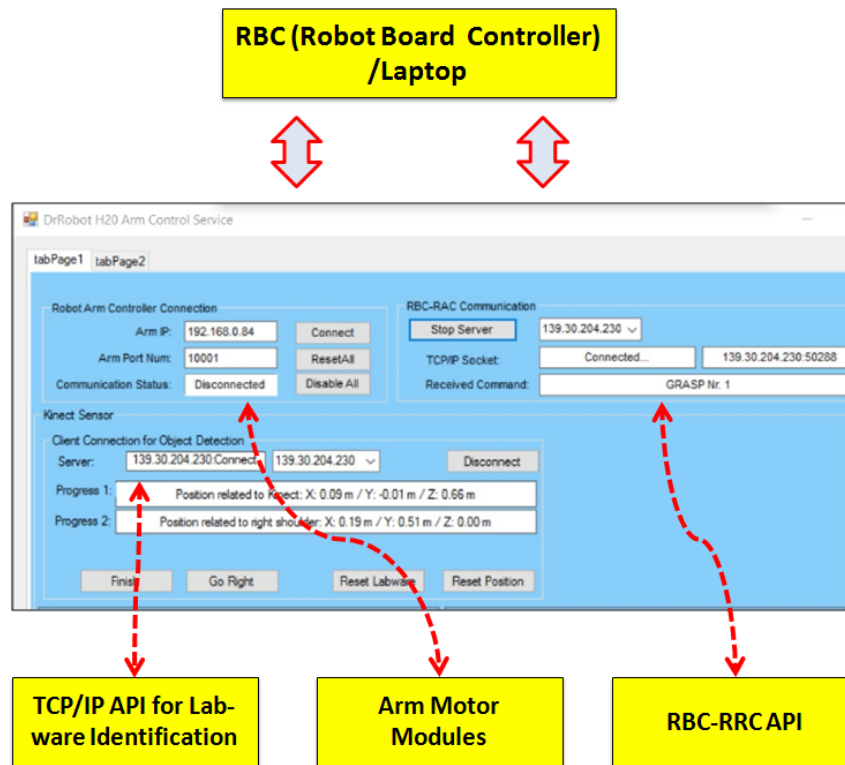 RBC (Robot Board Controller)
/Laptop
DrRobot H20 Arm Control Service
tabPage1 tabPage2
Robot Arm Controller Connection
RBC-RAC Communication
Arm IP: 192.168.0.84 Connect
Stop Server 139.30.204.230
Arm Port Num: 10001 ResetAll
TCP/IP Socket: Connected... 139.30.204.230:50288
Communication Status: Disconnected Disable All
Received Command: GRASP Nr. 1
Kinect Sensor
Client Connection for Object Detection
Server: 139.30.204.230:Connect 139.30.204.230 Disconnect
Progress 1: Position related to Kinect: X: 0.09 m / Y: -0.01 m / Z: 0.66 m
Progress 2: Position related to right shoulder: X: 0.19 m / Y: 0.51 m / Z: 0.00 m
Finish Go Right Reset Labware Reset Position
TCP/IP API for Lab-
ware Identification
Arm Motor
Modules
RBC-RRC API